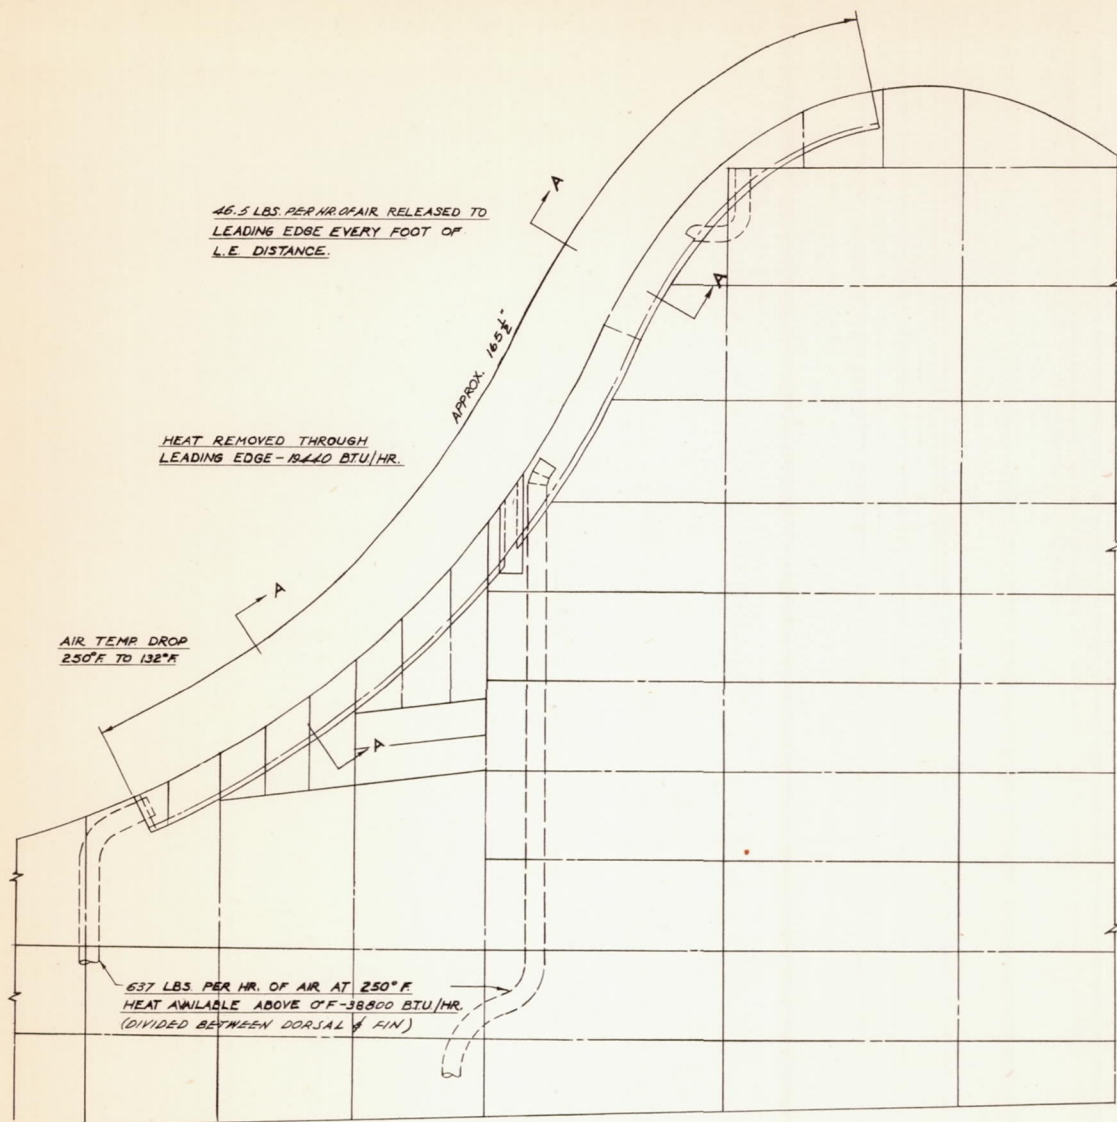 46.5 LBS. PER HR. OF AIR RELEASED TO
LEADING EDGE EVERY FOOT OF
L.E. DISTANCE.
A
A
APPROX. 165 1/2"
HEAT REMOVED THROUGH
LEADING EDGE - 19440 BTU/HR.
A
AIR TEMP. DROP
250°F. TO 132°F.
A
637 LBS. PER HR. OF AIR AT 250°F.
HEAT AVAILABLE ABOVE 0°F - 38800 B.T.U./HR.
(DIVIDED BETWEEN DORSAL & FIN)